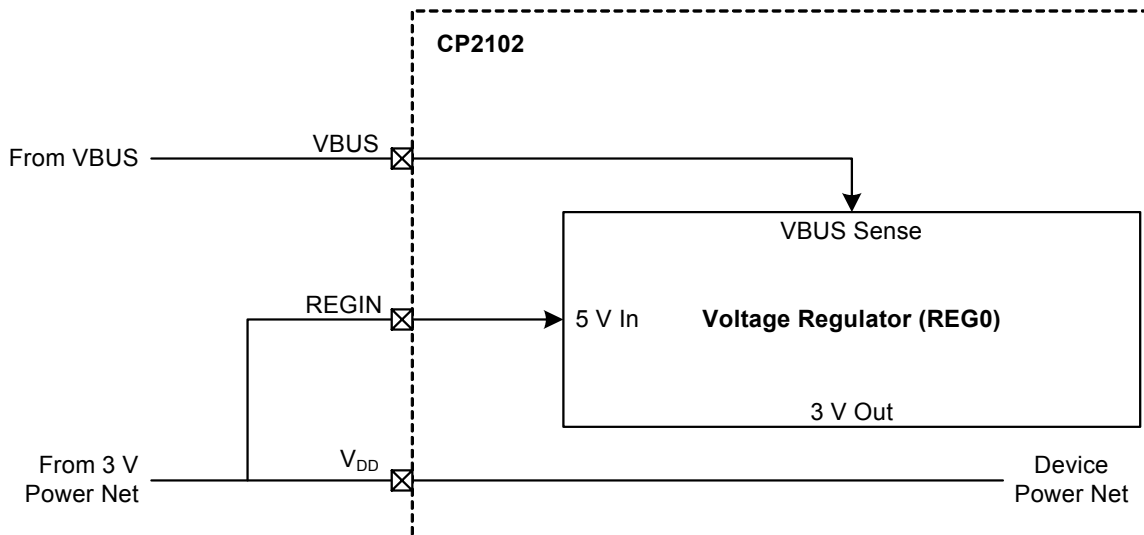 CP2102
VBUS
From VBUS
VBUS Sense
REGIN
5 V In
Voltage Regulator (REG0)
3 V Out
From 3 V
Power Net
VDD
Device
Power Net